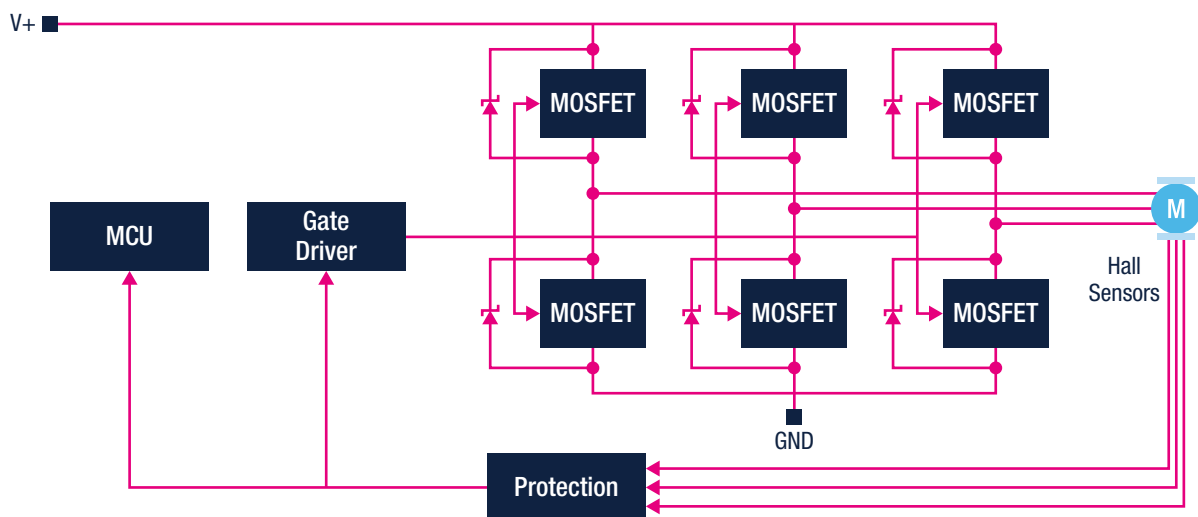 V+
MOSFET
MOSFET
MOSFET
MCU
Gate
Driver
M
Hall
Sensors
MOSFET
MOSFET
MOSFET
GND
Protection